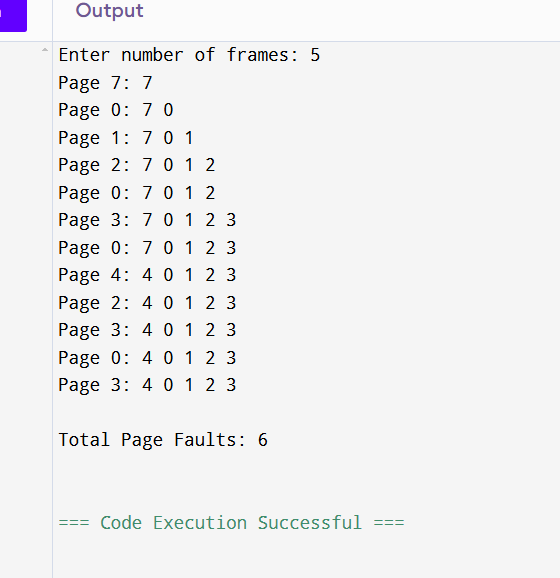 Output
Enter number of frames: 5
Page 7: 7
Page 0: 7 0
Page 1: 7 0 1
Page 2: 7 0 1 2
Page 0: 7 0 1 2
Page 3: 7 0 1 2 3
Page 0: 7 0 1 2 3
Page 4: 4 0 1 2 3
Page 2: 4 0 1 2 3
Page 3: 4 0 1 2 3
Page 0: 4 0 1 2 3
Page 3: 4 0 1 2 3
Total Page Faults: 6
=== Code Execution Successful ===